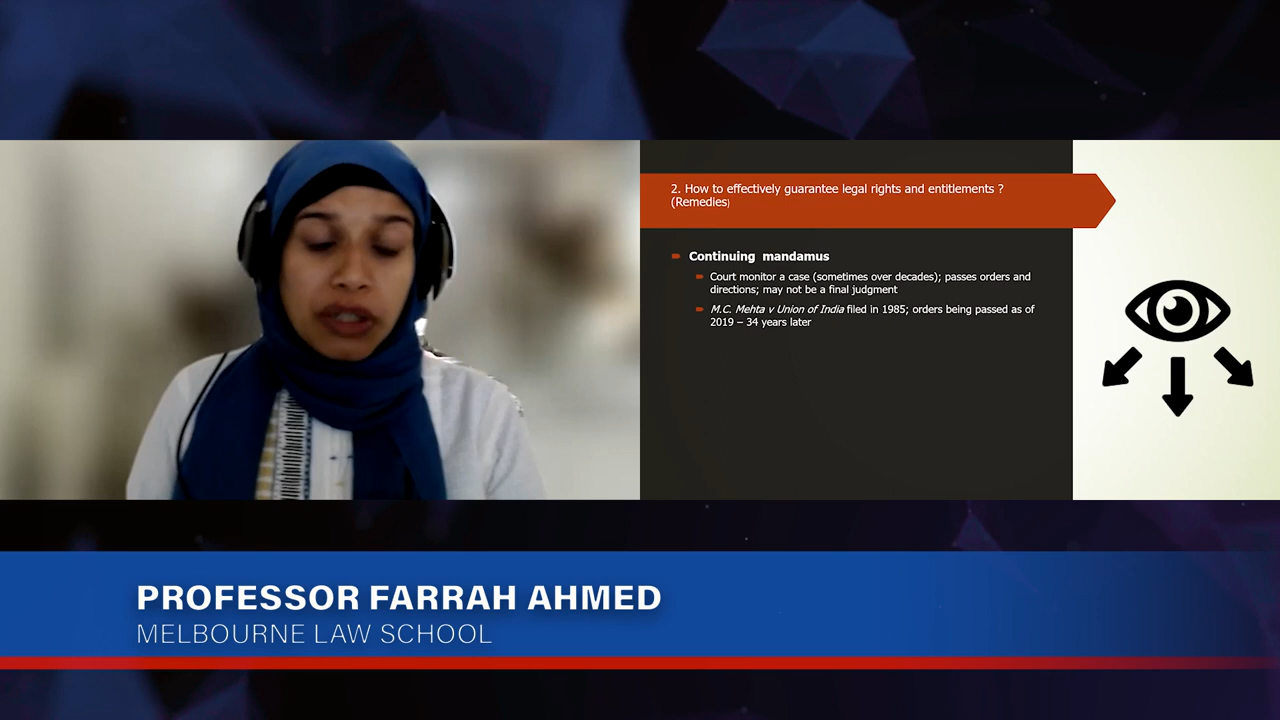 2. How to effectively guarantee legal rights and entitlements ?
(Remedies)
Continuing mandamus
Court monitor a case (sometimes over decades); passes orders and
directions; may not be a final judgment
M.C. Mehta v Union of India filed in 1985; orders being passed as of
2019 – 34 years later
PROFESSOR FARRAH AHMED
MELBOURNE LAW SCHOOL